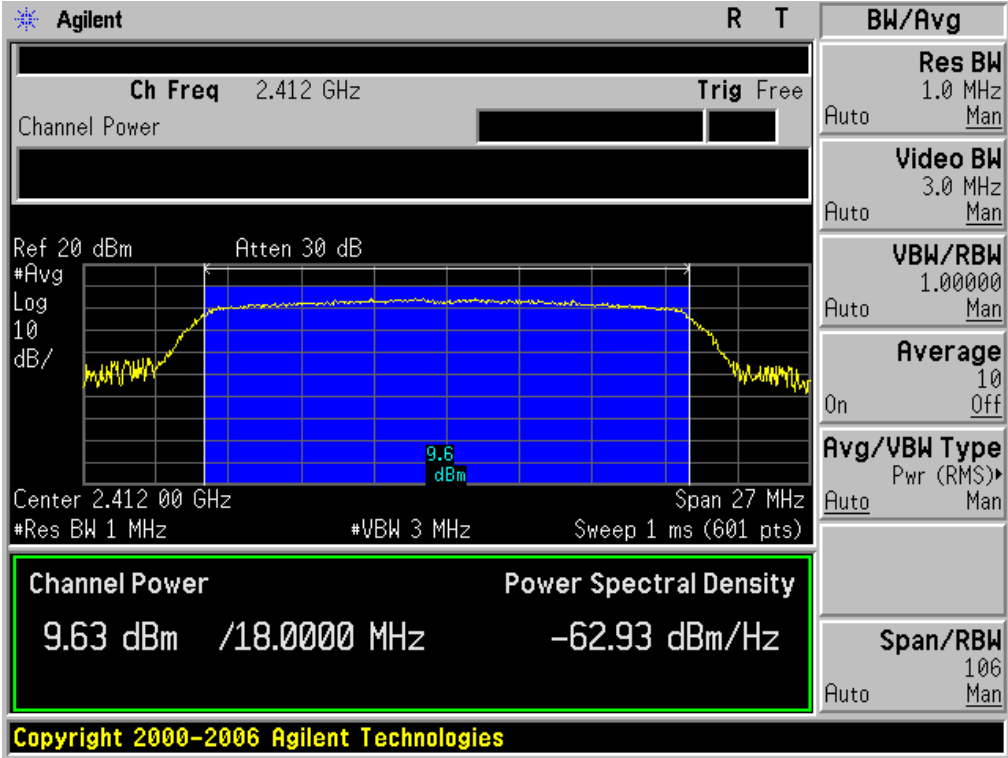 Agilent R T
Ch Freq 2.412 GHz Trig Free
Channel Power
Ref 20 dBm Atten 30 dB
#Avg
Log
10
dB/
9.6
dBm
Center 2.412 00 GHz Span 27 MHz
#Res BW 1 MHz #VBW 3 MHz Sweep 1 ms (601 pts)
Channel Power Power Spectral Density
9.63 dBm /18.0000 MHz -62.93 dBm/Hz
Copyright 2000-2006 Agilent Technologies
BW/Avg
Res BW
1.0 MHz
Auto Man
Video BW
3.0 MHz
Auto Man
VBW/RBW
1.00000
Auto Man
Average
10
On Off
Avg/VBW Type
Pwr (RMS)▸
Auto Man
Span/RBW
106
Auto Man